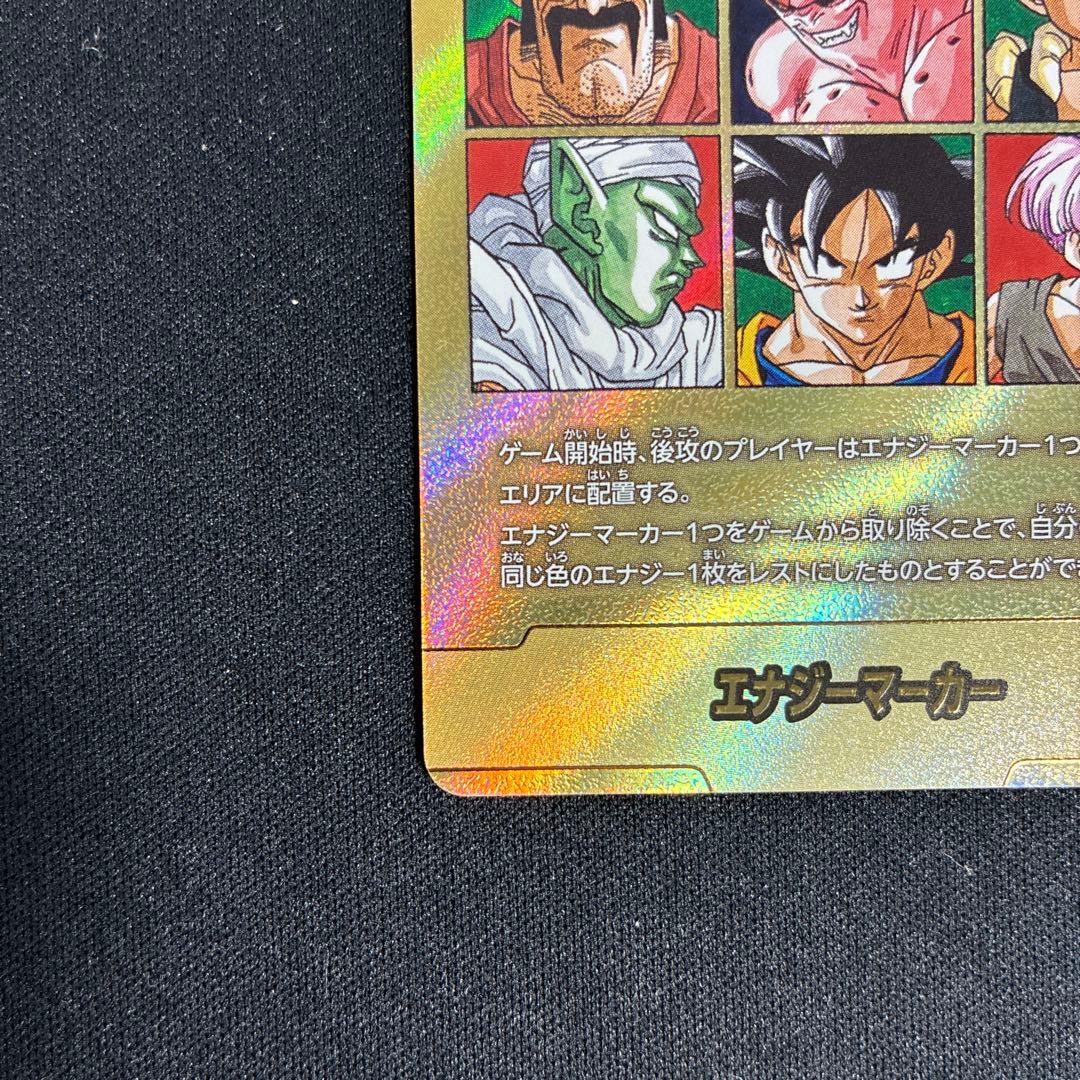 ゲーム開始時、後攻のプレイヤーはエナジーマーカー1つ
エリアに配置する。
エナジーマーカー1つをゲームから取り除くことで、自分
同じ色のエナジー1枚をレストにしたものとすることができ
エナジーマーカー